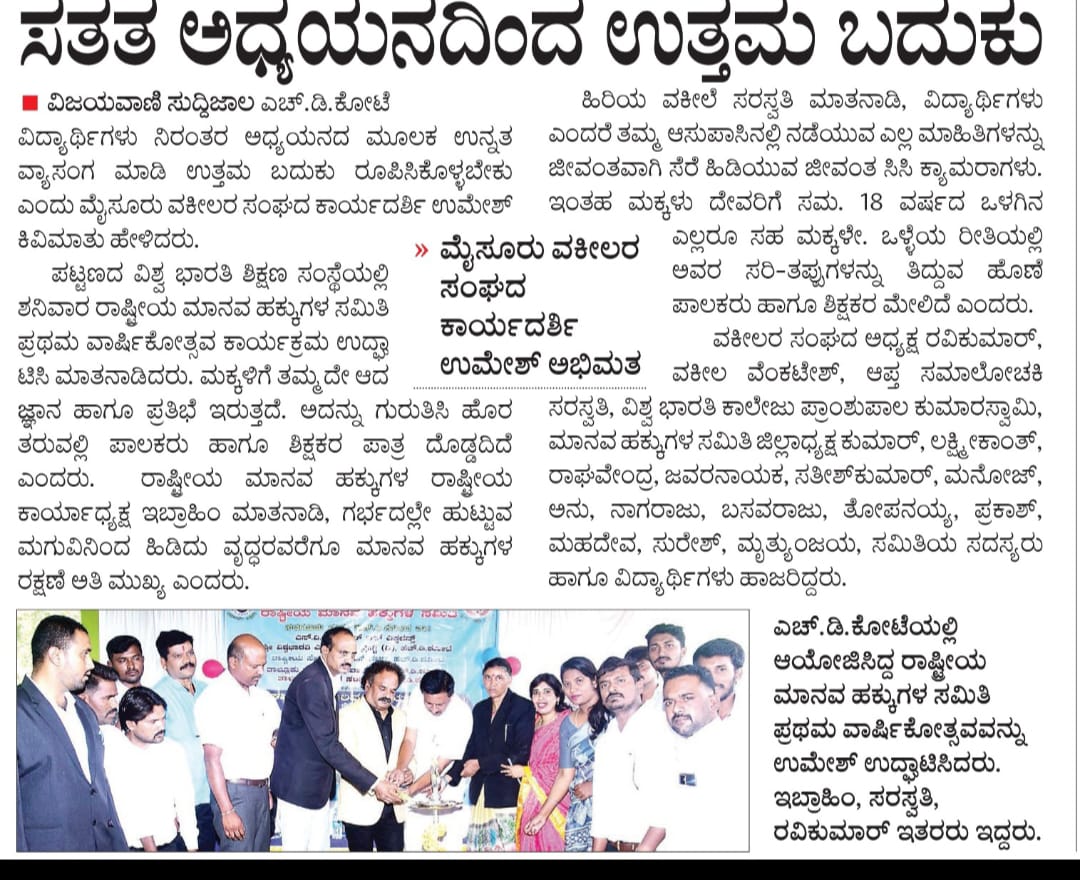 ಸತತ ಅಧ್ಯಯನದಿಂದ ಉತ್ತಮ ಬದುಕು
■ ವಿಜಯವಾಣಿ ಸುದ್ದಿಜಾಲ ಎಚ್.ಡಿ.ಕೋಟೆ
ವಿದ್ಯಾರ್ಥಿಗಳು ನಿರಂತರ ಅಧ್ಯಯನದ ಮೂಲಕ ಉನ್ನತ
ವ್ಯಾಸಂಗ ಮಾಡಿ ಉತ್ತಮ ಬದುಕು ರೂಪಿಸಿಕೊಳ್ಳಬೇಕು
ಎಂದು ಮೈಸೂರು ವಕೀಲರ ಸಂಘದ ಕಾರ್ಯದರ್ಶಿ ಉಮೇಶ್
ಕಿವಿಮಾತು ಹೇಳಿದರು.
ಪಟ್ಟಣದ ವಿಶ್ವ ಭಾರತಿ ಶಿಕ್ಷಣ ಸಂಸ್ಥೆಯಲ್ಲಿ
ಶನಿವಾರ ರಾಷ್ಟ್ರೀಯ ಮಾನವ ಹಕ್ಕುಗಳ ಸಮಿತಿ
ಪ್ರಥಮ ವಾರ್ಷಿಕೋತ್ಸವ ಕಾರ್ಯಕ್ರಮ ಉದ್ಘಾ
ಟಿಸಿ ಮಾತನಾಡಿದರು. ಮಕ್ಕಳಿಗೆ ತಮ್ಮದೇ ಆದ
ಜ್ಞಾನ ಹಾಗೂ ಪ್ರತಿಭೆ ಇರುತ್ತದೆ. ಅದನ್ನು ಗುರುತಿಸಿ ಹೊರ
ತರುವಲ್ಲಿ ಪಾಲಕರು ಹಾಗೂ ಶಿಕ್ಷಕರ ಪಾತ್ರ ದೊಡ್ಡದಿದೆ
ಎಂದರು. ರಾಷ್ಟ್ರೀಯ ಮಾನವ ಹಕ್ಕುಗಳ ರಾಷ್ಟ್ರೀಯ
ಕಾರ್ಯಾಧ್ಯಕ್ಷ ಇಬ್ರಾಹಿಂ ಮಾತನಾಡಿ, ಗರ್ಭದಲ್ಲೇ ಹುಟ್ಟುವ
ಮಗುವಿನಿಂದ ಹಿಡಿದು ವೃದ್ಧರವರೆಗೂ ಮಾನವ ಹಕ್ಕುಗಳ
ರಕ್ಷಣೆ ಅತಿ ಮುಖ್ಯ ಎಂದರು.
» ಮೈಸೂರು ವಕೀಲರ
ಸಂಘದ
ಕಾರ್ಯದರ್ಶಿ
ಉಮೇಶ್ ಅಭಿಮತ
ಹಿರಿಯ ವಕೀಲೆ ಸರಸ್ವತಿ ಮಾತನಾಡಿ, ವಿದ್ಯಾರ್ಥಿಗಳು
ಎಂದರೆ ತಮ್ಮ ಆಸುಪಾಸಿನಲ್ಲಿ ನಡೆಯುವ ಎಲ್ಲ ಮಾಹಿತಿಗಳನ್ನು
ಜೀವಂತವಾಗಿ ಸೆರೆ ಹಿಡಿಯುವ ಜೀವಂತ ಸಿಸಿ ಕ್ಯಾಮರಾಗಳು.
ಇಂತಹ ಮಕ್ಕಳು ದೇವರಿಗೆ ಸಮ. 18 ವರ್ಷದ ಒಳಗಿನ
ಎಲ್ಲರೂ ಸಹ ಮಕ್ಕಳೇ. ಒಳ್ಳೆಯ ರೀತಿಯಲ್ಲಿ
ಅವರ ಸರಿ-ತಪ್ಪುಗಳನ್ನು ತಿದ್ದುವ ಹೊಣೆ
ಪಾಲಕರು ಹಾಗೂ ಶಿಕ್ಷಕರ ಮೇಲಿದೆ ಎಂದರು.
ವಕೀಲರ ಸಂಘದ ಅಧ್ಯಕ್ಷ ರವಿಕುಮಾರ್,
ವಕೀಲ ವೆಂಕಟೇಶ್, ಆಪ್ತ ಸಮಾಲೋಚಕಿ
ಸರಸ್ವತಿ, ವಿಶ್ವ ಭಾರತಿ ಕಾಲೇಜು ಪ್ರಾಂಶುಪಾಲ ಕುಮಾರಸ್ವಾಮಿ,
ಮಾನವ ಹಕ್ಕುಗಳ ಸಮಿತಿ ಜಿಲ್ಲಾಧ್ಯಕ್ಷ ಕುಮಾರ್, ಲಕ್ಷ್ಮೀಕಾಂತ್,
ರಾಘವೇಂದ್ರ, ಜವರನಾಯಕ, ಸತೀಶ್‌ಕುಮಾರ್, ಮನೋಜ್,
ಅನು, ನಾಗರಾಜು, ಬಸವರಾಜು, ತೋಪನಯ್ಯ, ಪ್ರಕಾಶ್,
ಮಹದೇವ, ಸುರೇಶ್, ಮೃತ್ಯುಂಜಯ, ಸಮಿತಿಯ ಸದಸ್ಯರು
ಹಾಗೂ ವಿದ್ಯಾರ್ಥಿಗಳು ಹಾಜರಿದ್ದರು.
ರಾಷ್ಟ್ರೀಯ ಮಾನವ ಹಕ್ಕುಗಳ ಸಮಿತಿ
ಎಚ್.ಡಿ.ಕೋಟೆಯಲ್ಲಿ
ಆಯೋಜಿಸಿದ್ದ ರಾಷ್ಟ್ರೀಯ
ಮಾನವ ಹಕ್ಕುಗಳ ಸಮಿತಿ
ಪ್ರಥಮ ವಾರ್ಷಿಕೋತ್ಸವವನ್ನು
ಉಮೇಶ್ ಉದ್ಘಾಟಿಸಿದರು.
ಇಬ್ರಾಹಿಂ, ಸರಸ್ವತಿ,
ರವಿಕುಮಾರ್ ಇತರರು ಇದ್ದರು.